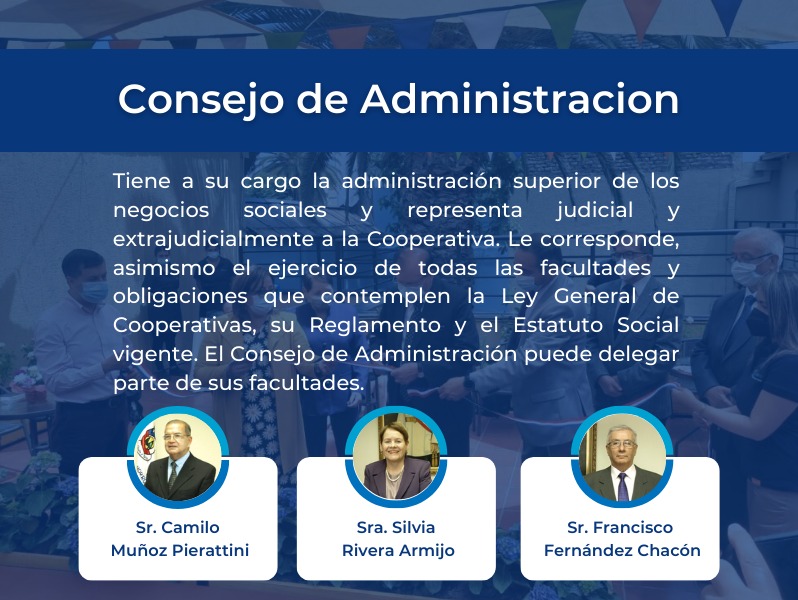 Consejo de Administracion
Tiene a su cargo la administración superior de los
negocios sociales y representa judicial y
extrajudicialmente a la Cooperativa. Le corresponde,
asimismo el ejercicio de todas las facultades y
obligaciones que contemplen la Ley General de
Cooperativas, su Reglamento y el Estatuto Social
vigente. El Consejo de Administración puede delegar
parte de sus facultades.
Sr. Camilo
Muñoz Pierattini
Sra. Silvia
Rivera Armijo
Sr. Francisco
Fernández Chacón